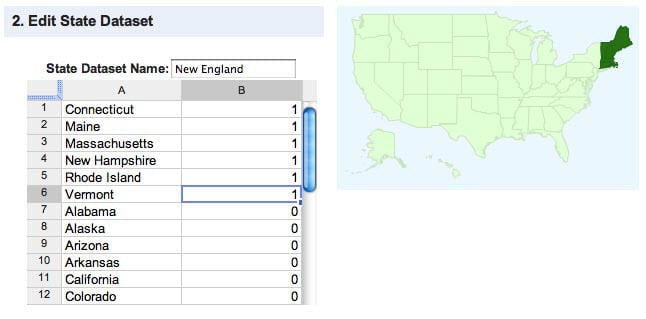 2. Edit State Dataset
State Dataset Name: New England
A B
1 Connecticut 1
2 Maine 1
3 Massachusetts 1
4 New Hampshire 1
5 Rhode Island 1
6 Vermont 1
7 Alabama 0
8 Alaska 0
9 Arizona 0
10 Arkansas 0
11 California 0
12 Colorado 0